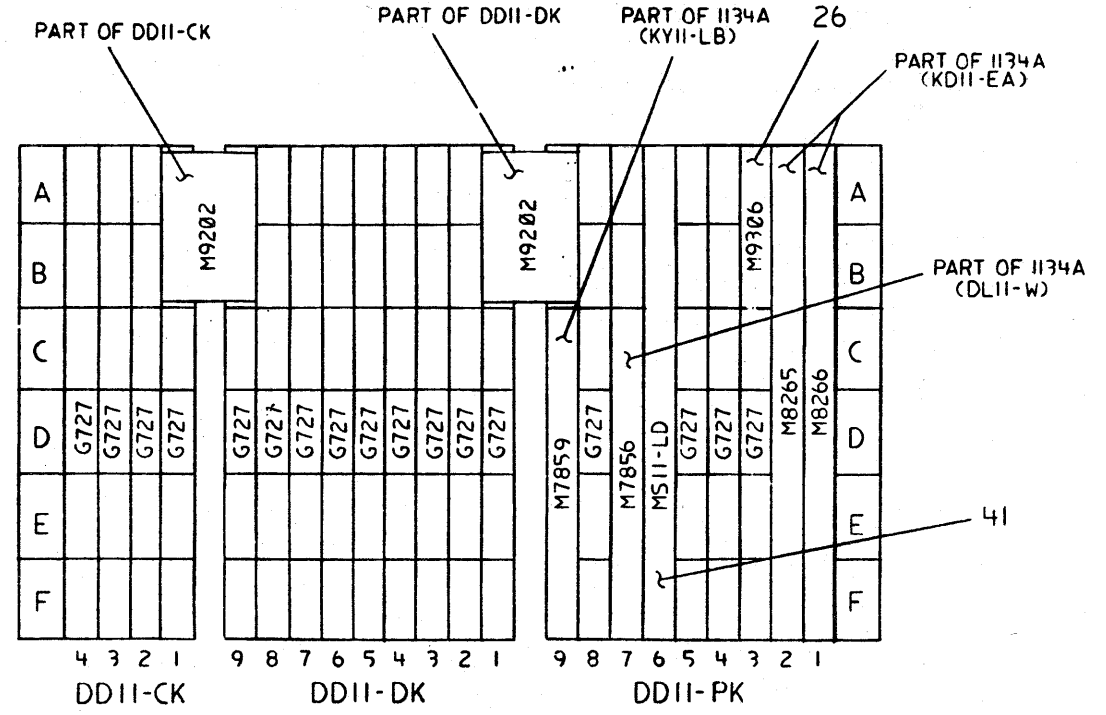 PART OF DD11-CK
PART OF DD11-DK
PART OF 1134A
(KY11-LB)
26
PART OF 1134A
(KD11-EA)
A
M9202
M9202
M9306
A
B
B
PART OF 1134A
(DL11-W)
C
C
D
G727
G727
G727
G727
G727
G727
G727
G727
G727
G727
G727
G727
G727
M7859
G727
M7856
MS11-LD
G727
G727
G727
M8265
M8266
D
E
E
41
F
F
4 3 2 1
9 8 7 6 5 4 3 2 1
9 8 7 6 5 4 3 2 1
DD11-CK
DD11-DK
DD11-PK